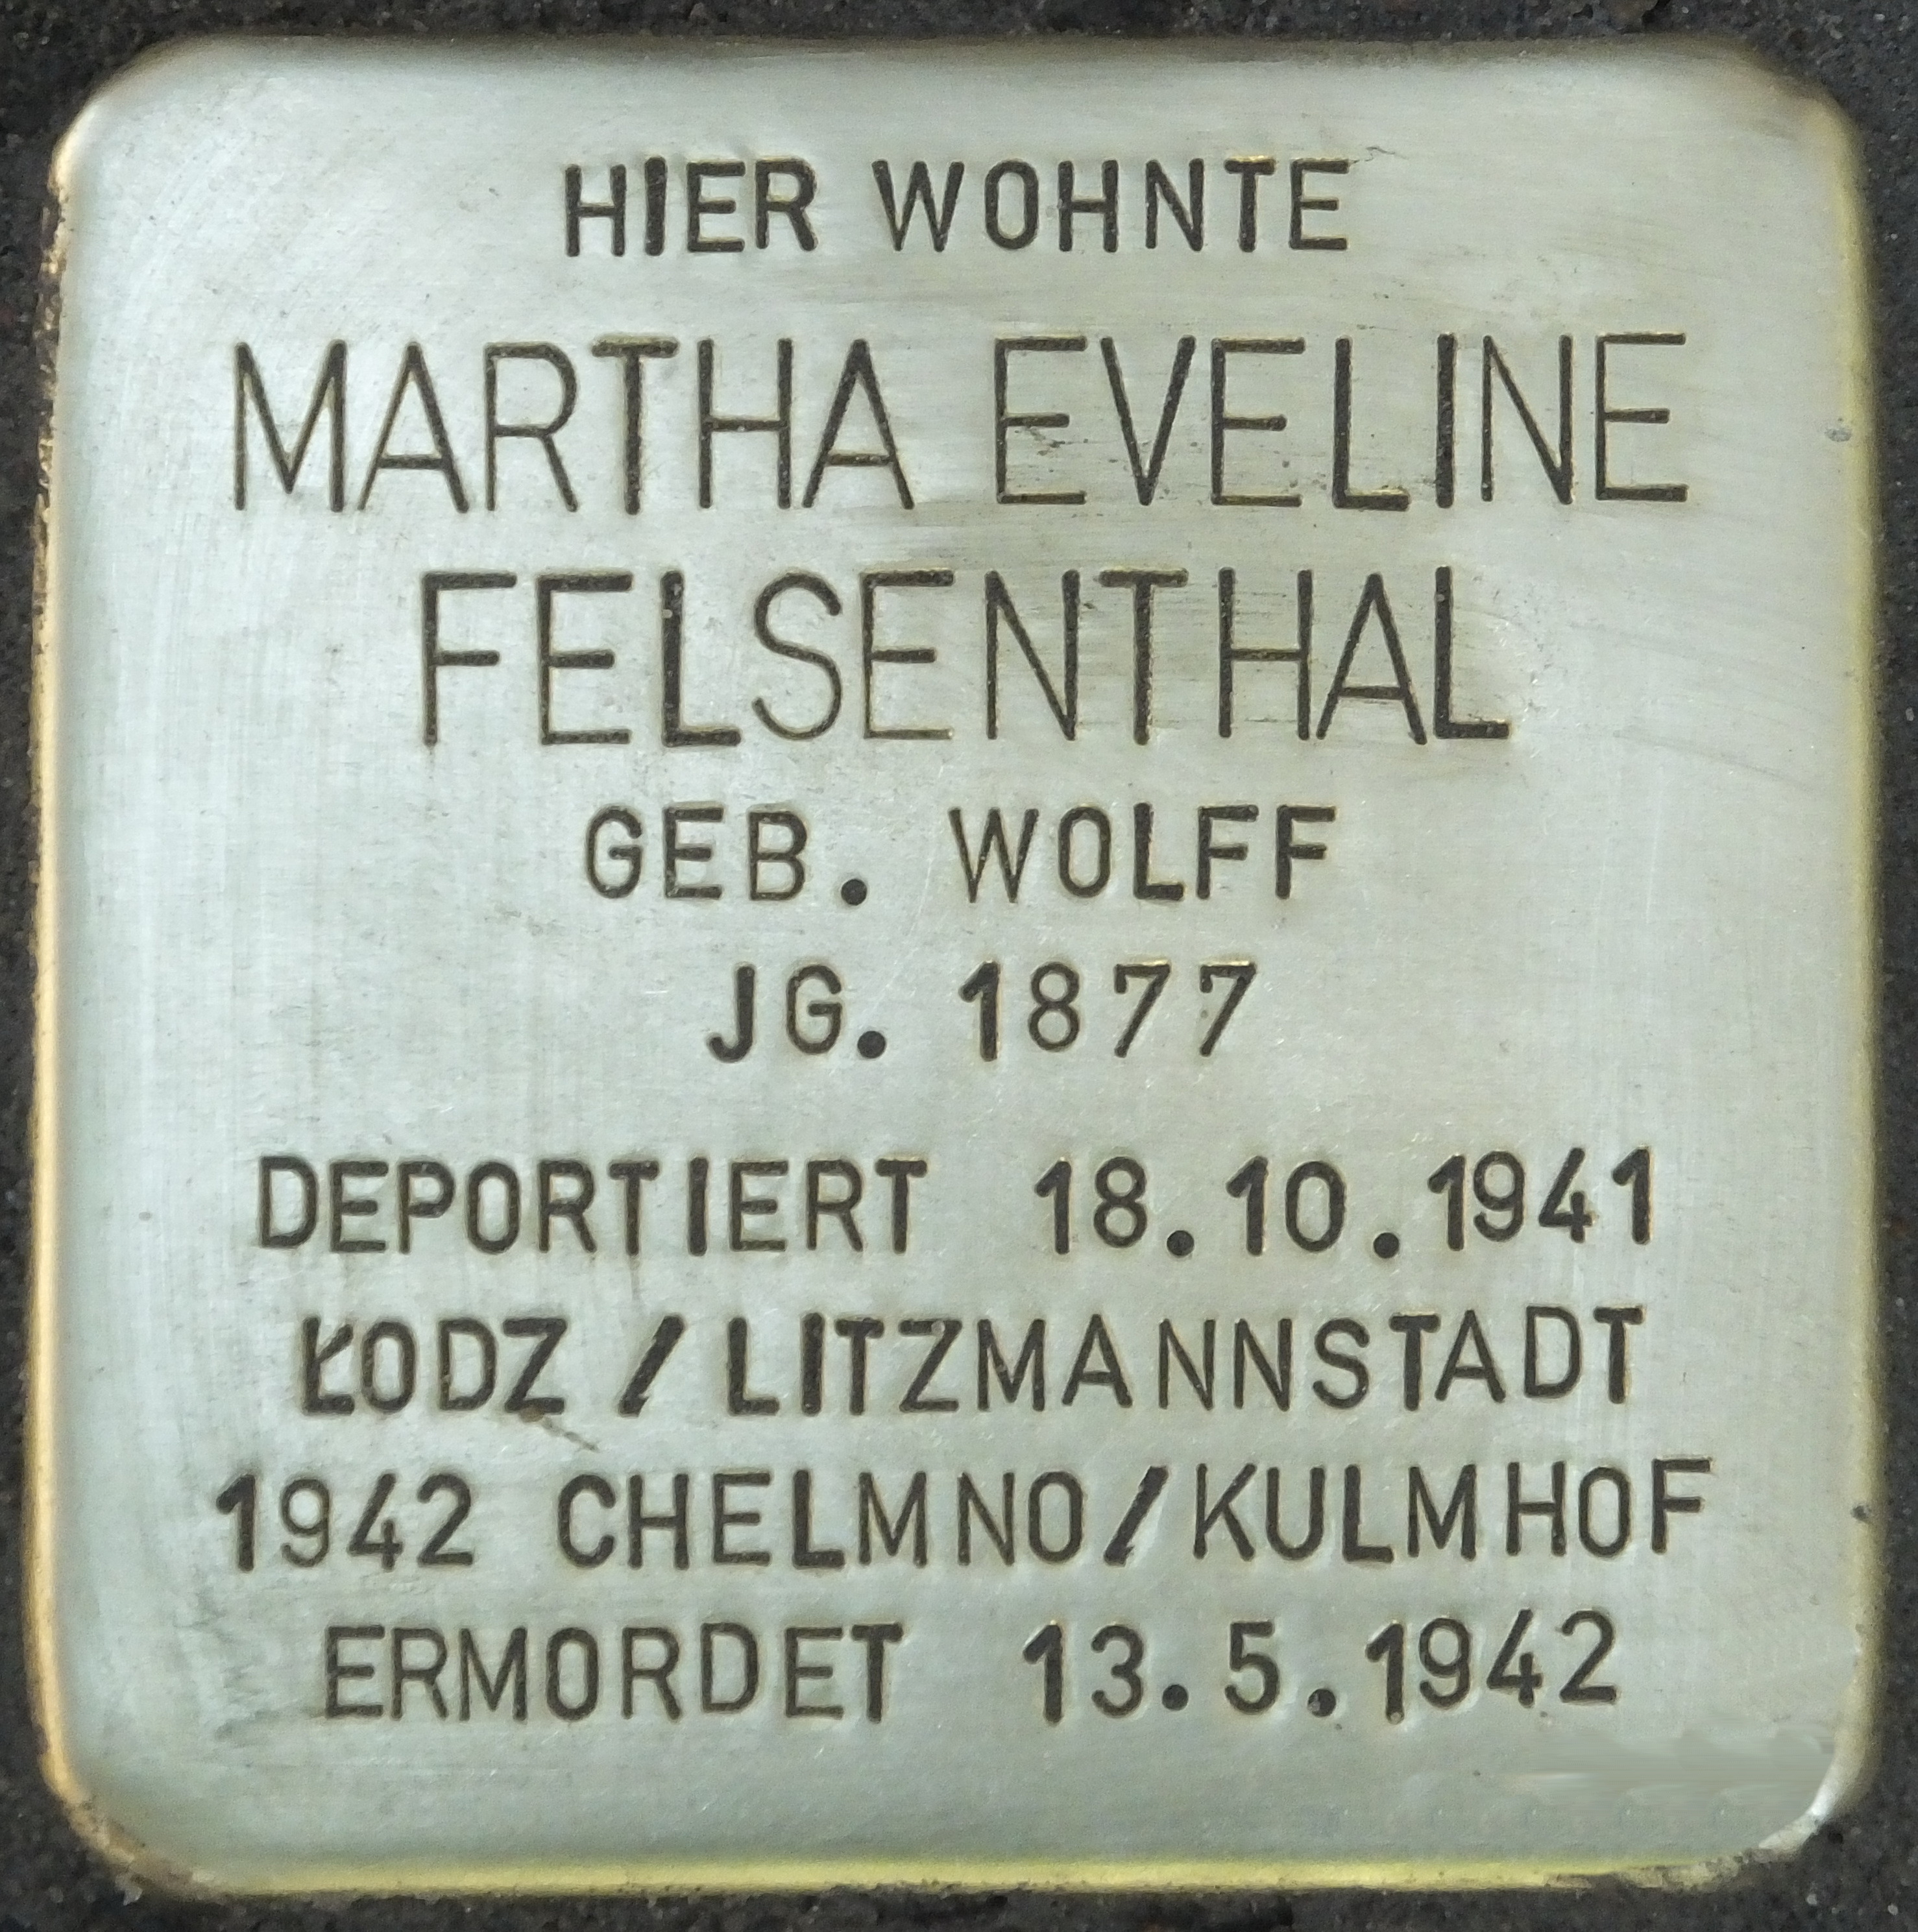 HIER WOHNTE
MARTHA EVELINE
FELSENTHAL
GEB. WOLFF
JG. 1877
DEPORTIERT 18.10.1941
ŁODZ / LITZMANNSTADT
1942 CHELMNO/KULMHOF
ERMORDET 13.5.1942